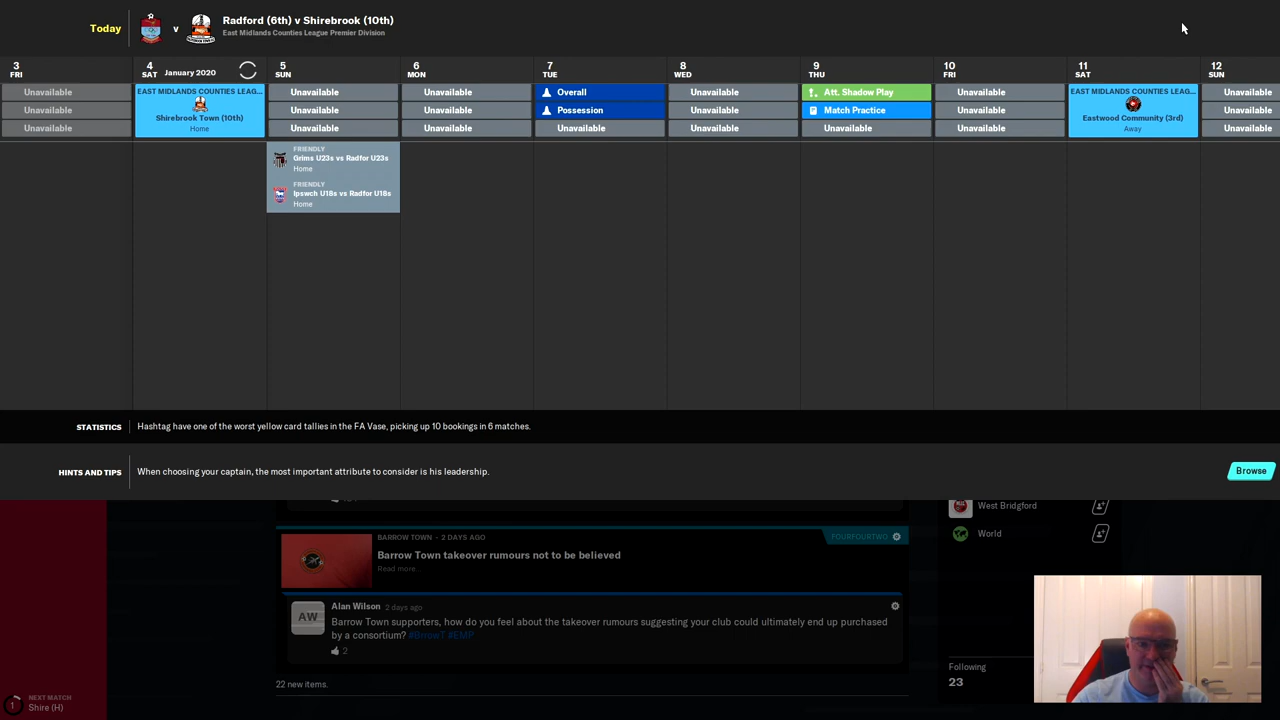 Today
v
Radford (6th) v Shirebrook (10th)
East Midlands Counties League Premier Division
3
FRI
4
SAT January 2020
5
SUN
6
MON
7
TUE
8
WED
9
THU
10
FRI
11
SAT
12
SUN
Unavailable
EAST MIDLANDS COUNTIES LEAG...
Unavailable
Unavailable
Overall
Unavailable
Att. Shadow Play
Unavailable
EAST MIDLANDS COUNTIES LEAG...
Unavailable
Unavailable
Shirebrook Town (10th)
Unavailable
Unavailable
Possession
Unavailable
Match Practice
Unavailable
Eastwood Community (3rd)
Unavailable
Unavailable
Home
Unavailable
Unavailable
Unavailable
Unavailable
Unavailable
Unavailable
Away
Unavailable
FRIENDLY
Grims U23s vs Radfor U23s
Home
FRIENDLY
Ipswch U18s vs Radfor U18s
Home
STATISTICS
Hashtag have one of the worst yellow card tallies in the FA Vase, picking up 10 bookings in 6 matches.
HINTS AND TIPS
When choosing your captain, the most important attribute to consider is his leadership.
Browse
West Bridgford
World
BARROW TOWN - 2 DAYS AGO
FOURFOURTWO
Barrow Town takeover rumours not to be believed
Read more..
AW
Alan Wilson 2 days ago
Barrow Town supporters, how do you feel about the takeover rumours suggesting your club could ultimately end up purchased
by a consortium? #BrrowT #EMP
2
22 new items.
Following
23
1
NEXT MATCH
Shire (H)